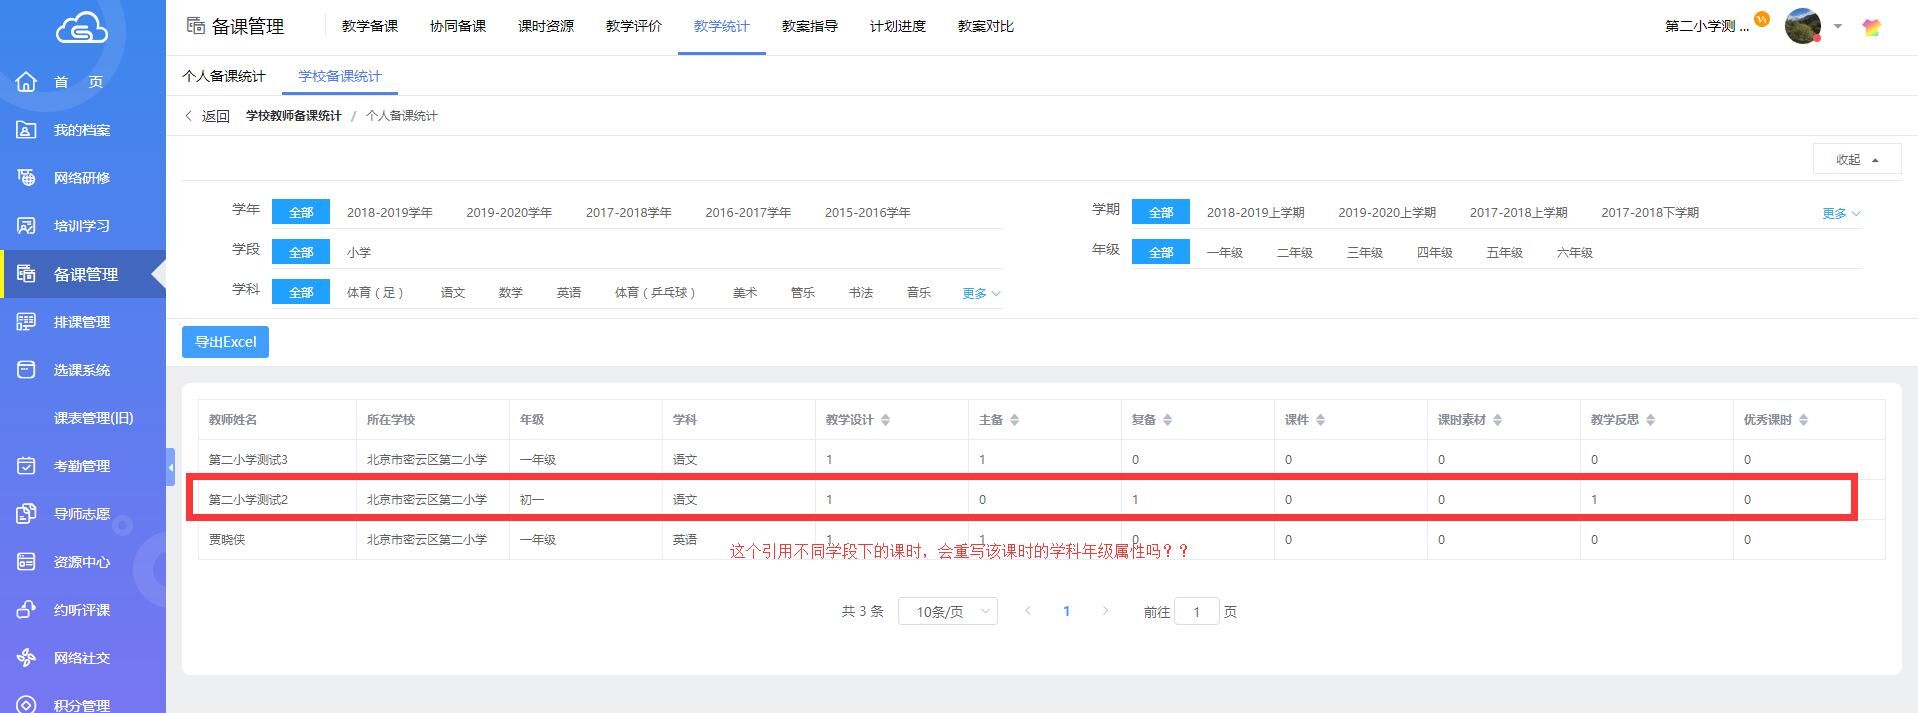 备课管理 教学备课 协同备课 课时资源 教学评价 教学统计 教案指导 计划进度 教案对比 第二小学测 ...
个人备课统计 学校备课统计
返回 学校教师备课统计 / 个人备课统计
收起
首 页
我的档案
网络研修
培训学习
备课管理
排课管理
选课系统
课表管理(旧)
考勤管理
导师志愿
资源中心
约听评课
网络社交
积分管理
学年 全部 2018-2019学年 2019-2020学年 2017-2018学年 2016-2017学年 2015-2016学年
学期 全部 2018-2019上学期 2019-2020上学期 2017-2018上学期 2017-2018下学期 更多
学段 全部 小学
年级 全部 一年级 二年级 三年级 四年级 五年级 六年级
学科 全部 体育（足） 语文 数学 英语 体育（乒乓球） 美术 管乐 书法 音乐 更多
导出Excel
教师姓名 所在学校 年级 学科 教学设计 主备 复备 课件 课时素材 教学反思 优秀课时
第二小学测试3 北京市密云区第二小学 一年级 语文 1 1 0 0 0 0 0
第二小学测试2 北京市密云区第二小学 初一 语文 1 0 1 0 0 1 0
贾晓侠 北京市密云区第二小学 一年级 英语 1 1 0 0 0 0 0
这个引用不同学段下的课时，会重写该课时的学科年级属性吗？？
共 3 条 10条/页 1 前往 1 页